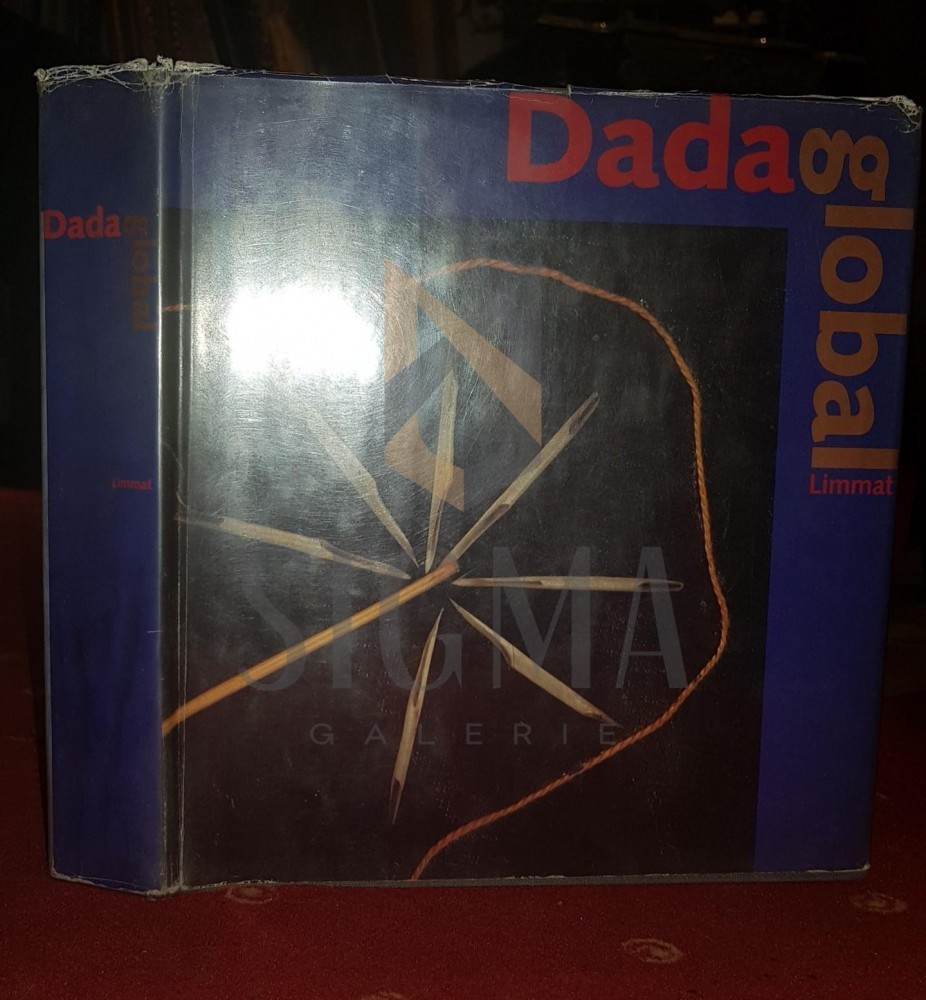 Dada
global
Limmat
Dada
global
Limmat
SIGMA
GALERIE